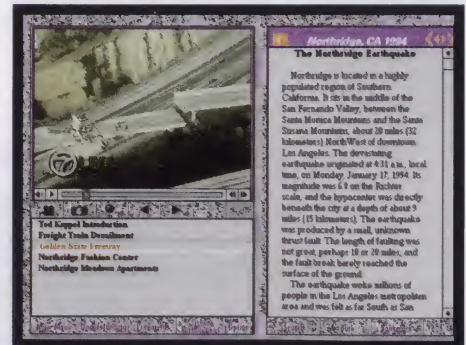 Northridge, CA 1994
The Northridge Earthquake
Northridge is located in a highly
populated region of Southern
California. It sits in the middle of the
San Fernando Valley, between the
Santa Monica Mountains and the Santa
Susana Mountains, about 20 miles (32
kilometers) NorthWest of downtown
Los Angeles. The devastating
earthquake originated at 4:31 a.m., local
time, on Monday, January 17, 1994. Its
magnitude was 6.8 on the Richter
scale, and the hypocenter was directly
beneath the city at a depth of about 9
miles (15 kilometers). The earthquake
was produced by a small, unknown
thrust fault. The length of faulting was
not great, perhaps 10 or 20 miles, and
the fault break barely reached the
surface of the ground.
The earthquake woke millions of
people in the Los Angeles metropolitan
area and was felt as far South as San
7 LIVE
Ted Koppel Introduction
Freight Train Derailment
Golden State Freeway
Northridge Fashion Center
Northridge Meadows Apartments